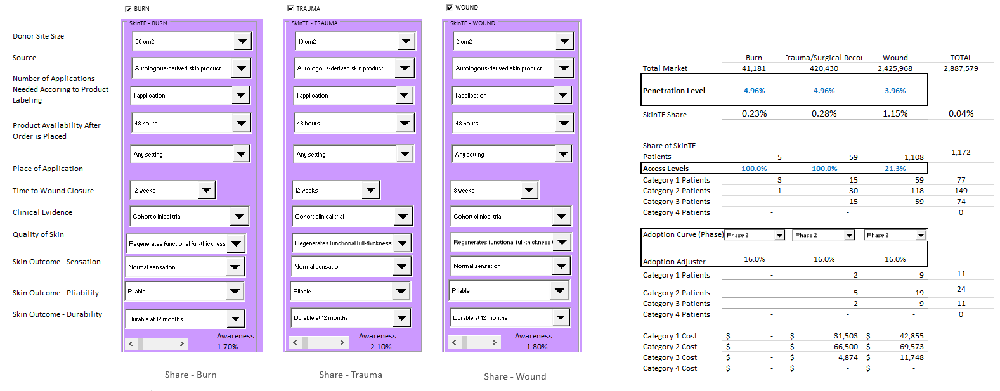 BURN
TRAUMA
WOUND
SkinTE - BURN
SkinTE - TRAUMA
SkinTE - WOUND
Donor Site Size
50 cm2
10 cm2
2 cm2
Source
Autologous-derived skin product
Autologous-derived skin product
Autologous-derived skin product
Number of Applications
Needed Accoring to Product
Labeling
1 application
1 application
1 application
Product Availability After
Order is Placed
48 hours
48 hours
48 hours
Place of Application
Any setting
Any setting
Any setting
Time to Wound Closure
12 weeks
12 weeks
8 weeks
Clinical Evidence
Cohort clinical trial
Cohort clinical trial
Cohort clinical trial
Quality of Skin
Regenerates functional full-thickness
Regenerates functional full-thickness
Regenerates functional full-thickness
Skin Outcome - Sensation
Normal sensation
Normal sensation
Normal sensation
Skin Outcome - Pliability
Pliable
Pliable
Pliable
Skin Outcome - Durability
Durable at 12 months
Durable at 12 months
Durable at 12 months
Awareness
1.70%
Awareness
2.10%
Awareness
1.80%
Share - Burn
Share - Trauma
Share - Wound
Burn rauma/Surgical Recor Wound TOTAL
Total Market 41,181 420,430 2,425,968 2,887,579
Penetration Level 4.96% 4.96% 3.96%
SkinTE Share 0.23% 0.28% 1.15% 0.04%
Share of SkinTE
Patients 5 59 1,108 1,172
Access Levels 100.0% 100.0% 21.3%
Category 1 Patients 3 15 59 77
Category 2 Patients 1 30 118 149
Category 3 Patients - 15 59 74
Category 4 Patients - - 0
Adoption Curve (Phase) Phase 2 Phase 2 Phase 2
Adoption Adjuster 16.0% 16.0% 16.0%
Category 1 Patients - 2 9 11
Category 2 Patients - 5 19 24
Category 3 Patients - 2 9 11
Category 4 Patients - - - 0
Category 1 Cost $ - $ 31,503 $ 42,855
Category 2 Cost $ - $ 66,500 $ 69,573
Category 3 Cost $ - $ 4,874 $ 11,748
Category 4 Cost $ - $ - $ -